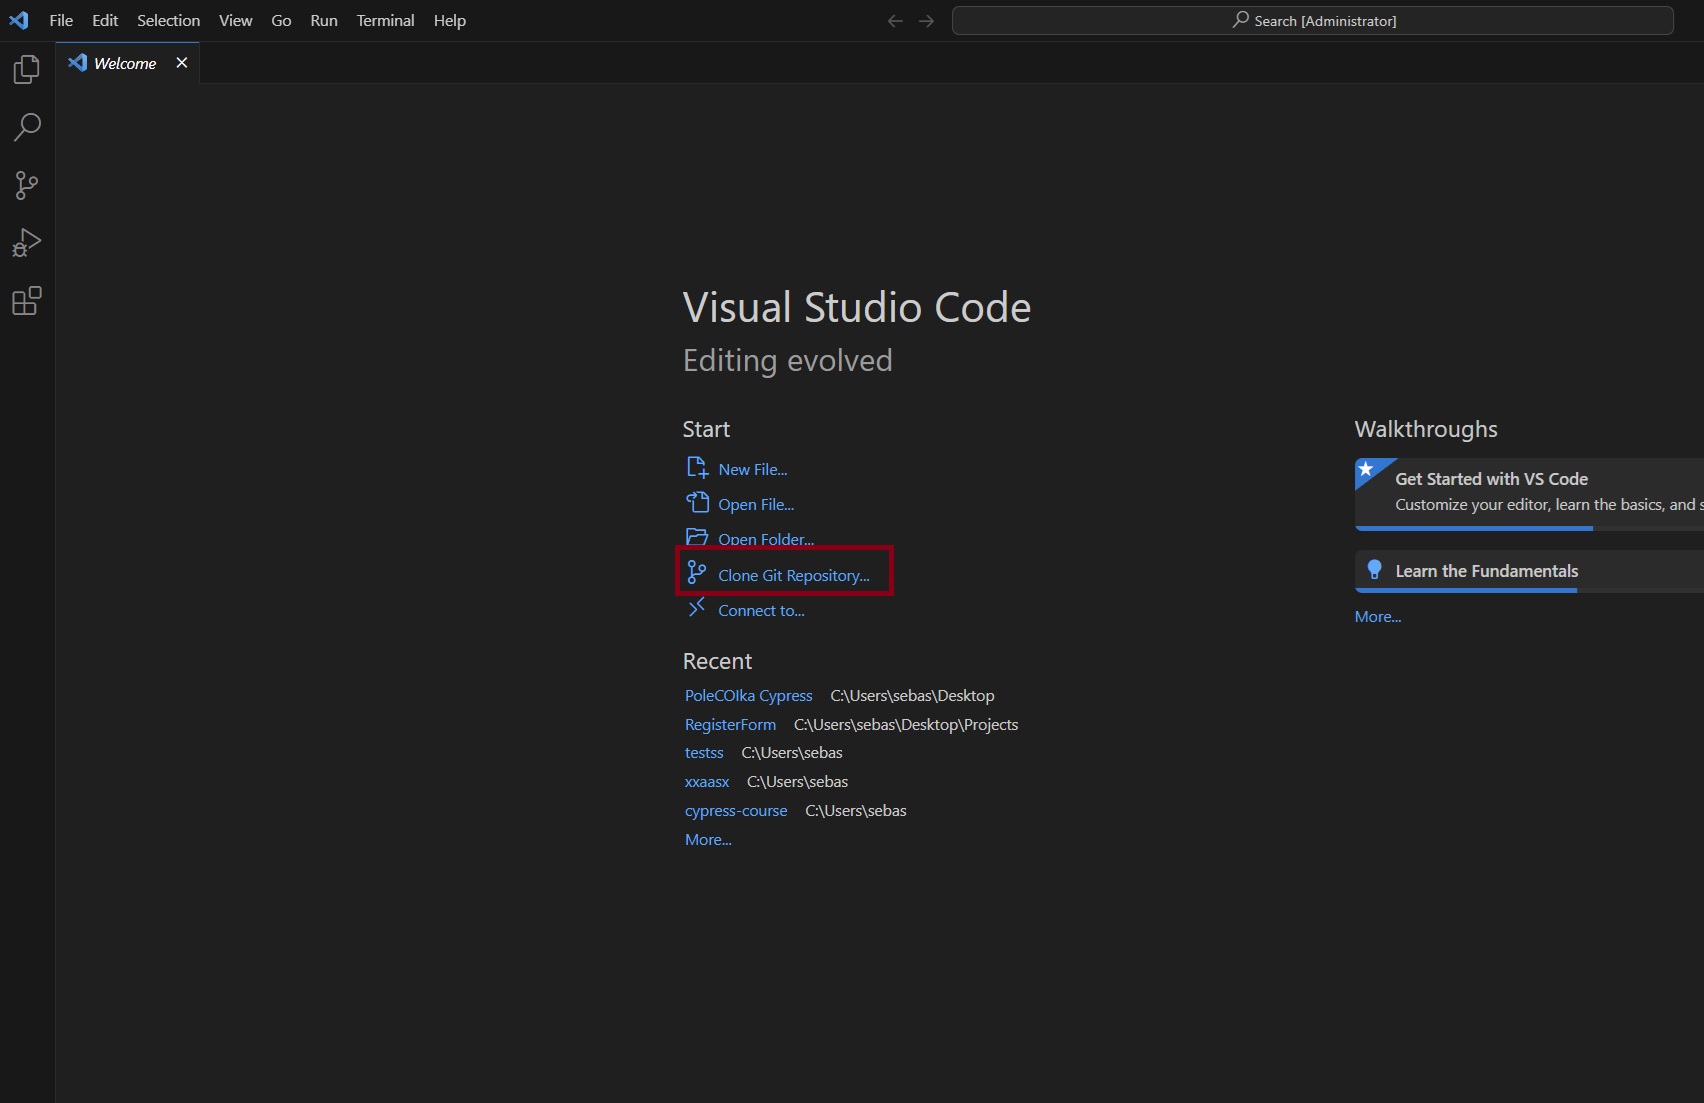 File Edit Selection View Go Run Terminal Help
Search [Administrator]
Welcome
Visual Studio Code
Editing evolved
Start
New File...
Open File...
Open Folder...
Clone Git Repository...
Connect to...
Recent
PoleCOlka Cypress C:\Users\sebas\Desktop
RegisterForm C:\Users\sebas\Desktop\Projects
testss C:\Users\sebas
xxaasx C:\Users\sebas
cypress-course C:\Users\sebas
More...
Walkthroughs
Get Started with VS Code
Customize your editor, learn the basics, and s
Learn the Fundamentals
More...